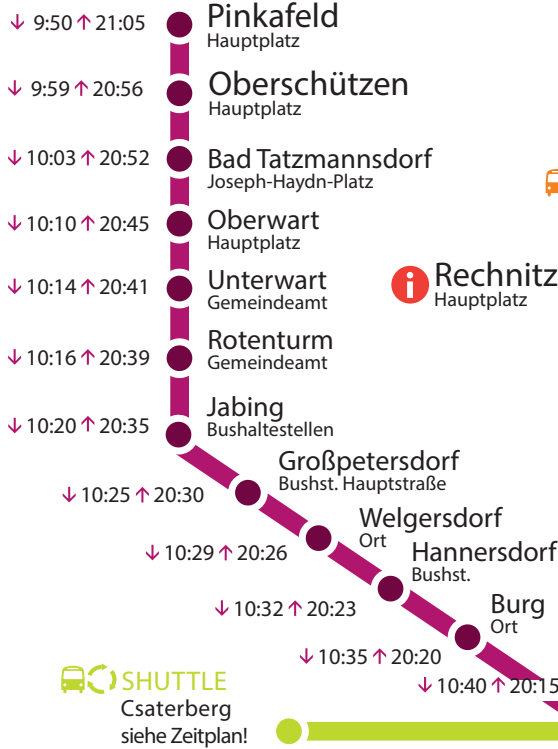 ↓ 9:50 ↑ 21:05 Pinkafeld
Hauptplatz
↓ 9:59 ↑ 20:56 Oberschützen
Hauptplatz
↓ 10:03 ↑ 20:52 Bad Tatzmannsdorf
Joseph-Haydn-Platz
↓ 10:10 ↑ 20:45 Oberwart
Hauptplatz
↓ 10:14 ↑ 20:41 Unterwart
Gemeindeamt
i Rechnitz
Hauptplatz
↓ 10:16 ↑ 20:39 Rotenturm
Gemeindeamt
↓ 10:20 ↑ 20:35 Jabing
Bushaltestellen
Großpetersdorf
Bushst. Hauptstraße
↓ 10:25 ↑ 20:30
Welgersdorf
Ort
↓ 10:29 ↑ 20:26
Hannersdorf
Bushst.
↓ 10:32 ↑ 20:23
Burg
Ort
↓ 10:35 ↑ 20:20
↓ 10:40 ↑ 20:15
SHUTTLE
Csaterberg
siehe Zeitplan!